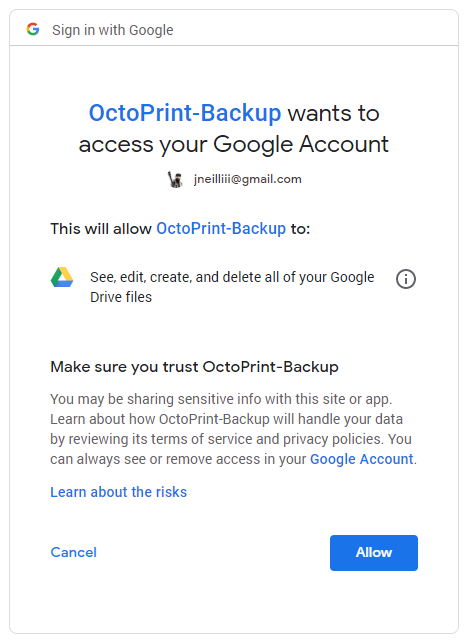 Sign in with Google
OctoPrint-Backup wants to
access your Google Account
jneilliii@gmail.com
This will allow OctoPrint-Backup to:
See, edit, create, and delete all of your Google
Drive files
Make sure you trust OctoPrint-Backup
You may be sharing sensitive info with this site or app.
Learn about how OctoPrint-Backup will handle your data
by reviewing its terms of service and privacy policies. You
can always see or remove access in your Google Account.
Learn about the risks
Cancel
Allow